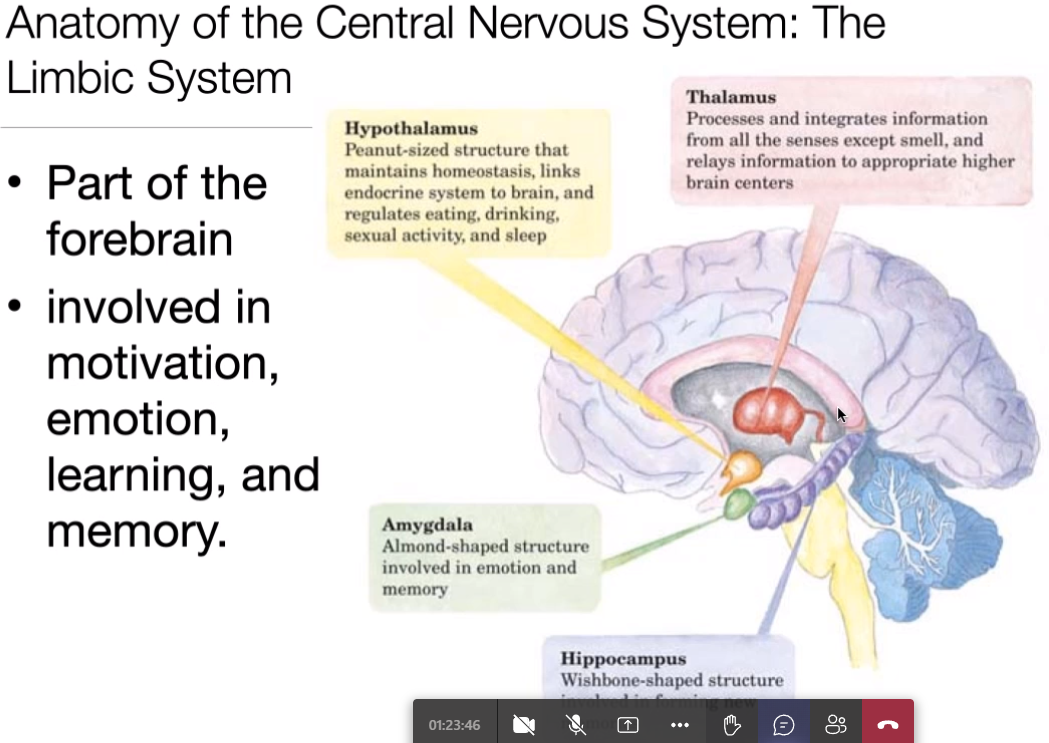 Anatomy of the Central Nervous System: The
Limbic System
• Part of the
forebrain
• involved in
motivation,
emotion,
learning, and
memory.
Hypothalamus
Peanut-sized structure that
maintains homeostasis, links
endocrine system to brain, and
regulates eating, drinking,
sexual activity, and sleep
Thalamus
Processes and integrates information
from all the senses except smell, and
relays information to appropriate higher
brain centers
Amygdala
Almond-shaped structure
involved in emotion and
memory
Hippocampus
Wishbone-shaped structure
involved in forming new
01:23:46